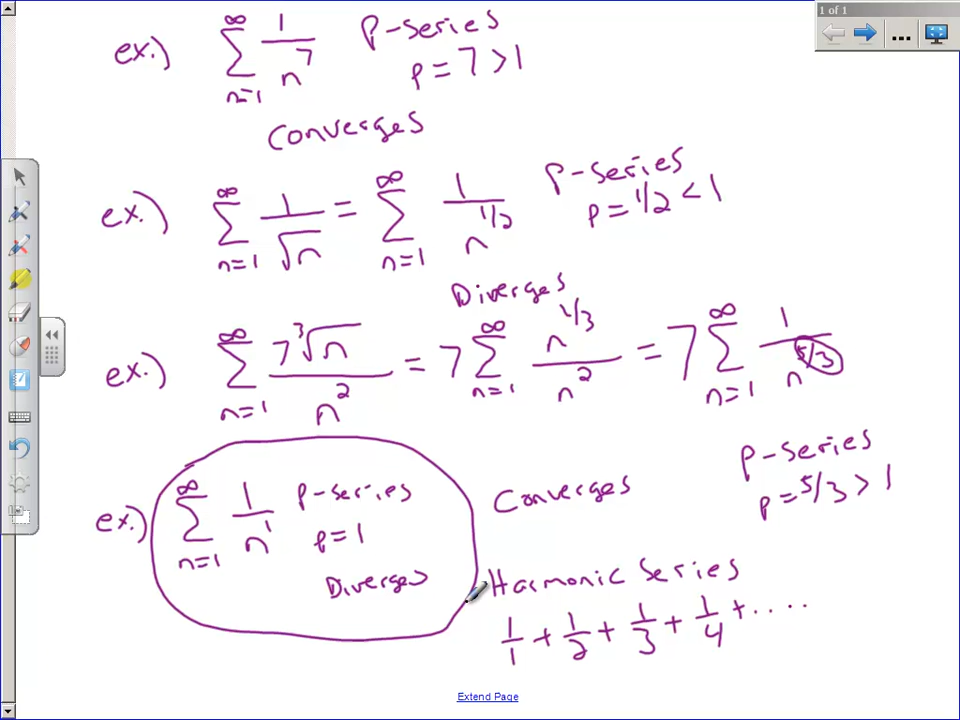 1 of 1
ex.) ∞∑n=1 1/n^7 P-series
p = 7 > 1
Converges
ex.) ∞∑n=1 1/√n = ∞∑n=1 1/n^1/2 P-series
p = 1/2 < 1
Diverges
ex.) ∞∑n=1 7∛n/n^2 = 7 ∞∑n=1 n^1/3/n^2 = 7 ∞∑n=1 1/n^5/3
P-series
p = 5/3 > 1
Converges
ex.) ∞∑n=1 1/n^1 P-series
p = 1
Diverges
Harmonic Series
1/1 + 1/2 + 1/3 + 1/4 + ....
Extend Page